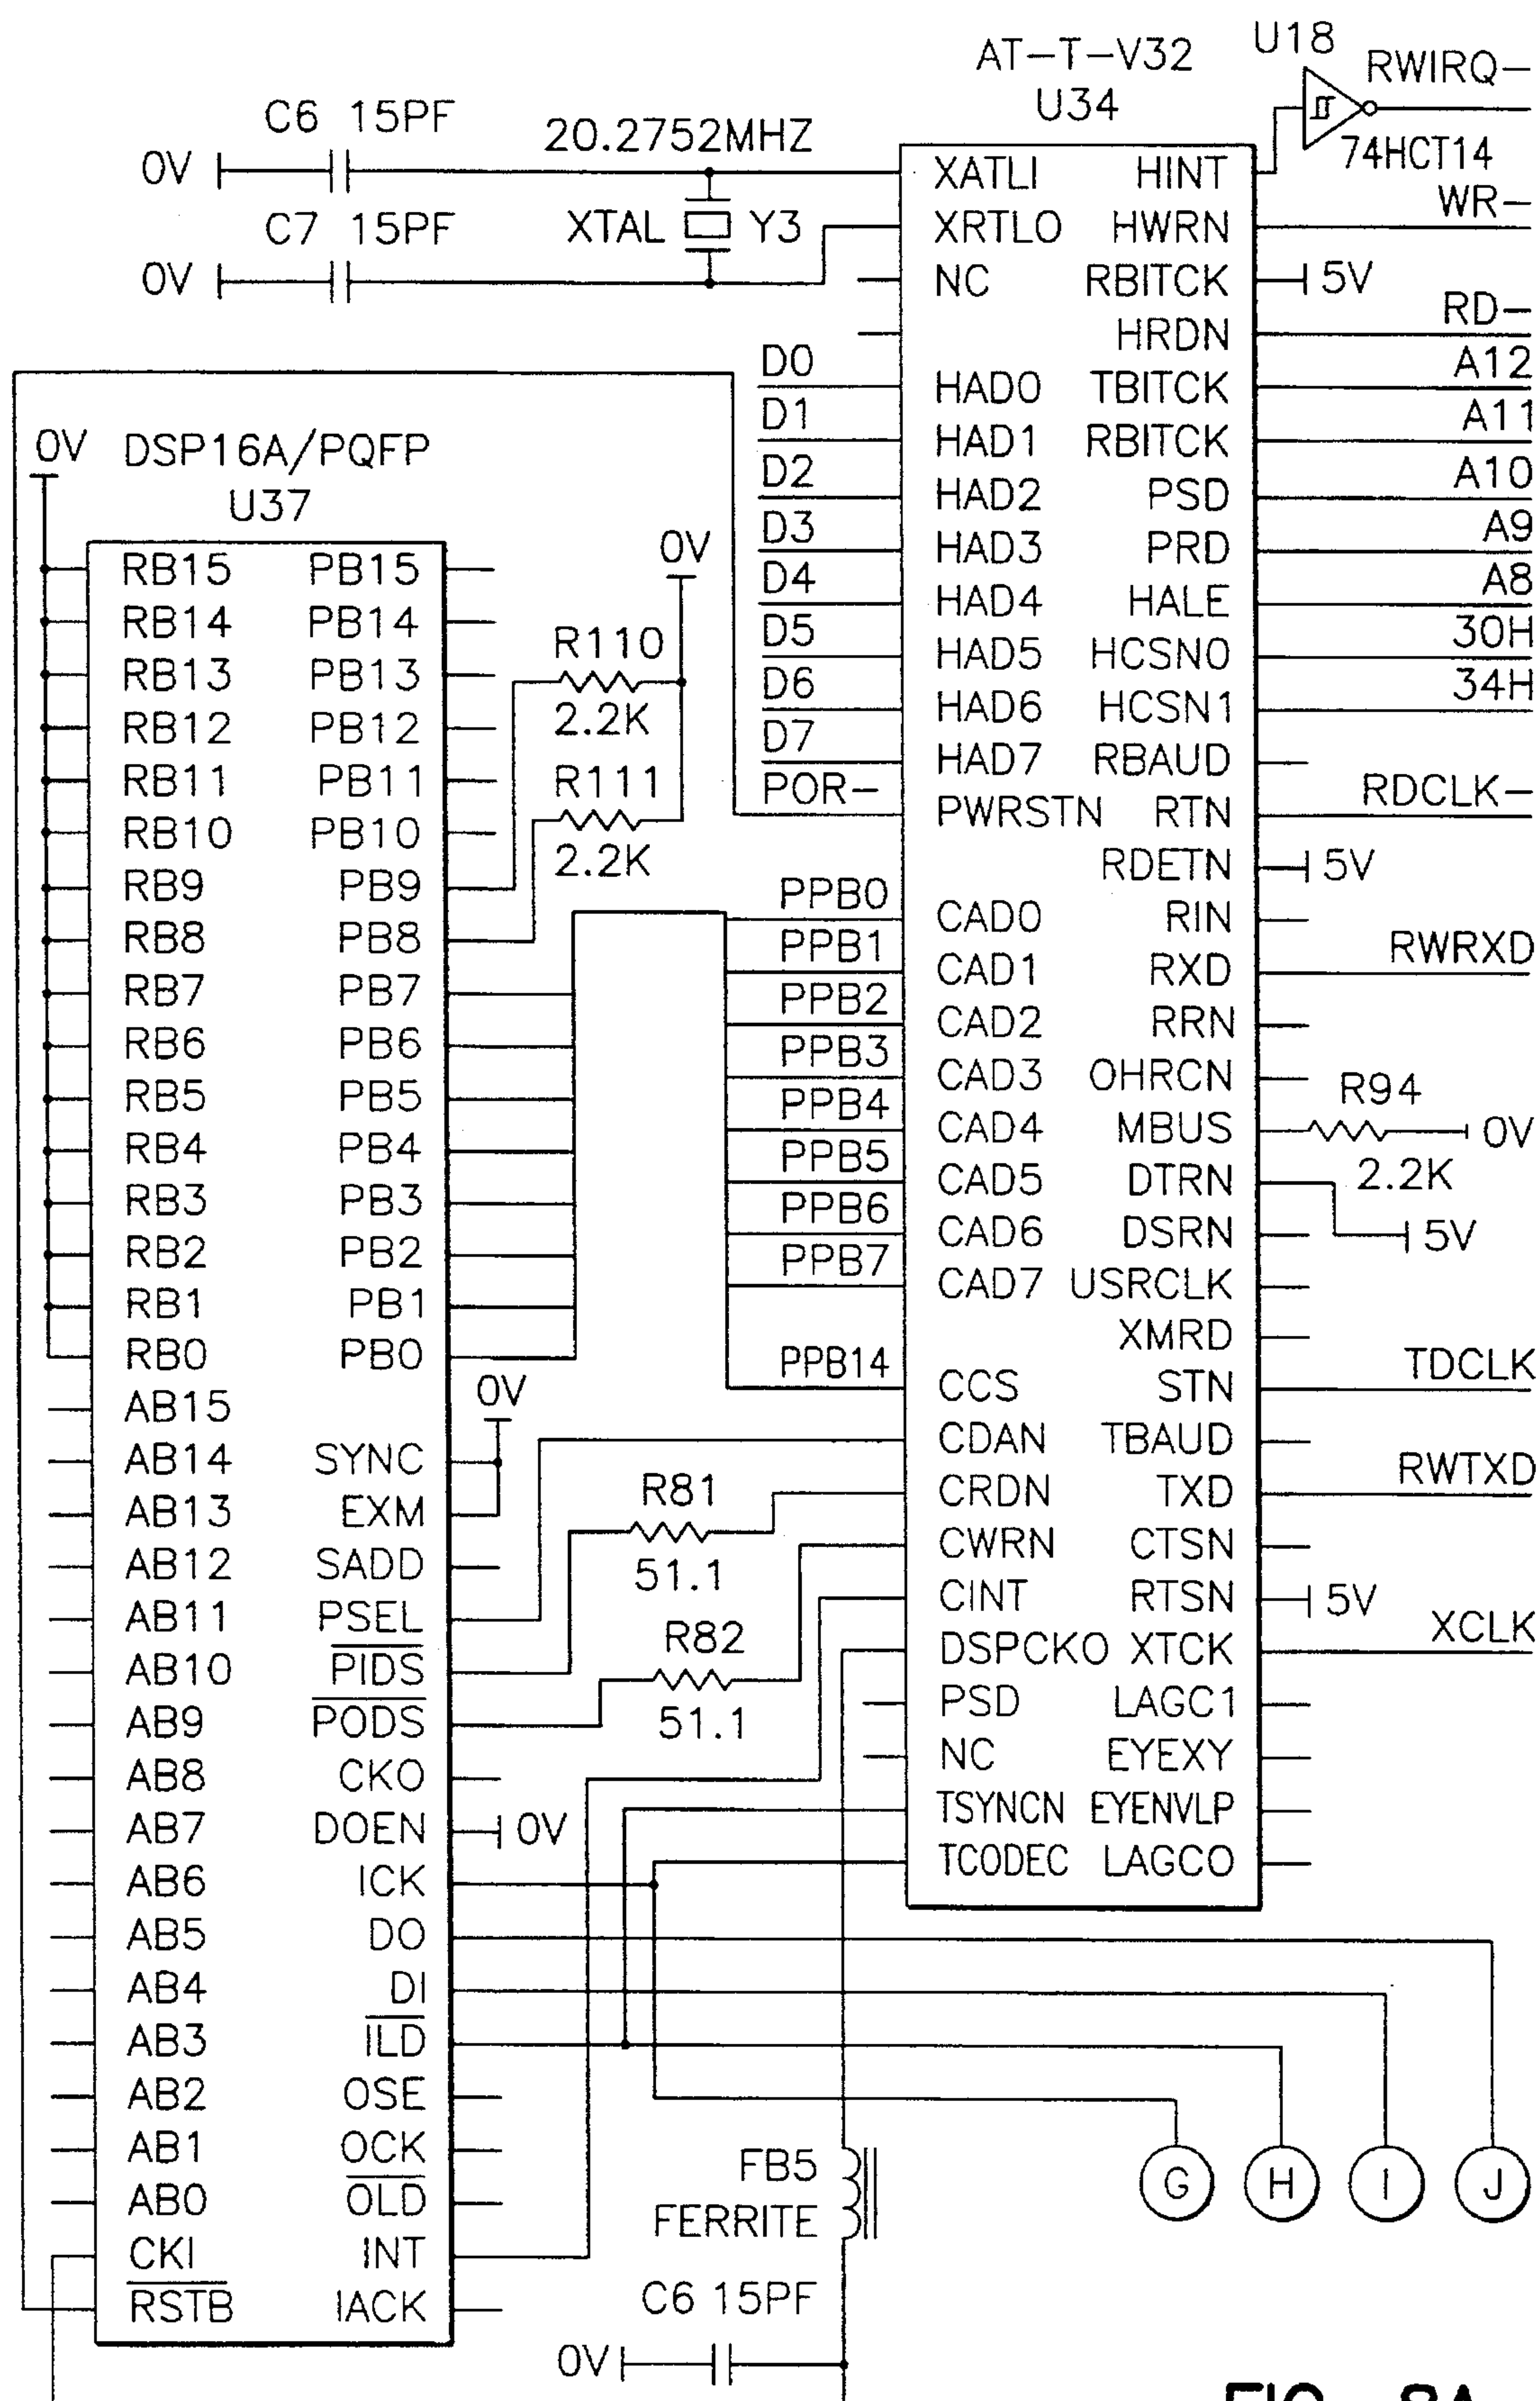 AT-T-V32
U34
U18
RWIRQ-
74HCT14
C6 15PF
20.2752MHZ
0V
C7 15PF
XTAL Y3
0V
XATLI HINT
XRTLO HWRN WR-
NC RBITCK 5V
HRDN RD-
D0 HAD0 TBITCK A12
D1 HAD1 RBITCK A11
D2 HAD2 PSD A10
D3 HAD3 PRD A9
D4 HAD4 HALE A8
D5 HAD5 HCSN0 30H
D6 HAD6 HCSN1 34H
D7 HAD7 RBAUD
POR- PWRSTN RTN RDCLK-
RDETN 5V
PPB0 CAD0 RIN
PPB1 CAD1 RXD RWRXD
PPB2 CAD2 RRN
PPB3 CAD3 OHRCN
PPB4 CAD4 MBUS R94 0V
2.2K
PPB5 CAD5 DTRN
PPB6 CAD6 DSRN 5V
PPB7 CAD7 USRCLK
XMRD
PPB14 CCS STN TDCLK
CDAN TBAUD
CRDN TXD RWTXD
CWRN CTSN
CINT RTSN 5V
DSPCKO XTCK XCLK
PSD LAGC1
NC EYEXY
TSYNCN EYENVLP
TCODEC LAGCO
0V DSP16A/PQFP
U37
RB15 PB15
RB14 PB14
RB13 PB13
RB12 PB12
RB11 PB11
RB10 PB10
RB9 PB9
RB8 PB8
RB7 PB7
RB6 PB6
RB5 PB5
RB4 PB4
RB3 PB3
RB2 PB2
RB1 PB1
RB0 PB0
AB15
AB14 SYNC
AB13 EXM
AB12 SADD
AB11 PSEL
AB10 PIDS
AB9 PODS
AB8 CKO
AB7 DOEN 0V
AB6 ICK
AB5 DO
AB4 DI
AB3 ILD
AB2 OSE
AB1 OCK
AB0 OLD
CKI INT
RSTB IACK
0V
R110
2.2K
R111
2.2K
0V
R81
51.1
R82
51.1
FB5
FERRITE
C6 15PF
0V
G H I J
FIG. 8A